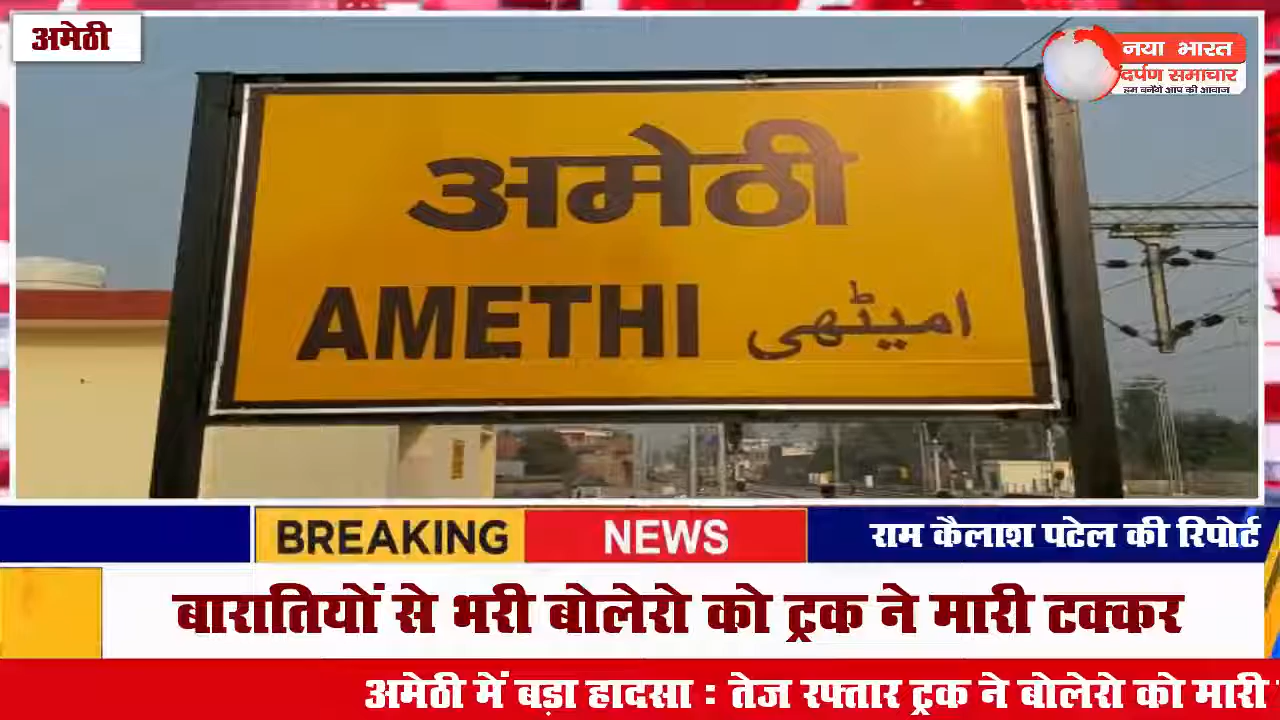 अमेठी
नया भारत
दर्पण समाचार
हम बनेंगे आप की आवाज
अमेठी
AMETHI امیٹھی
BREAKING NEWS
राम कैलाश पटेल की रिपोर्ट
बारातियों से भरी बोलेरो को ट्रक ने मारी टक्कर
अमेठी में बड़ा हादसा : तेज रफ्तार ट्रक ने बोलेरो को मारी